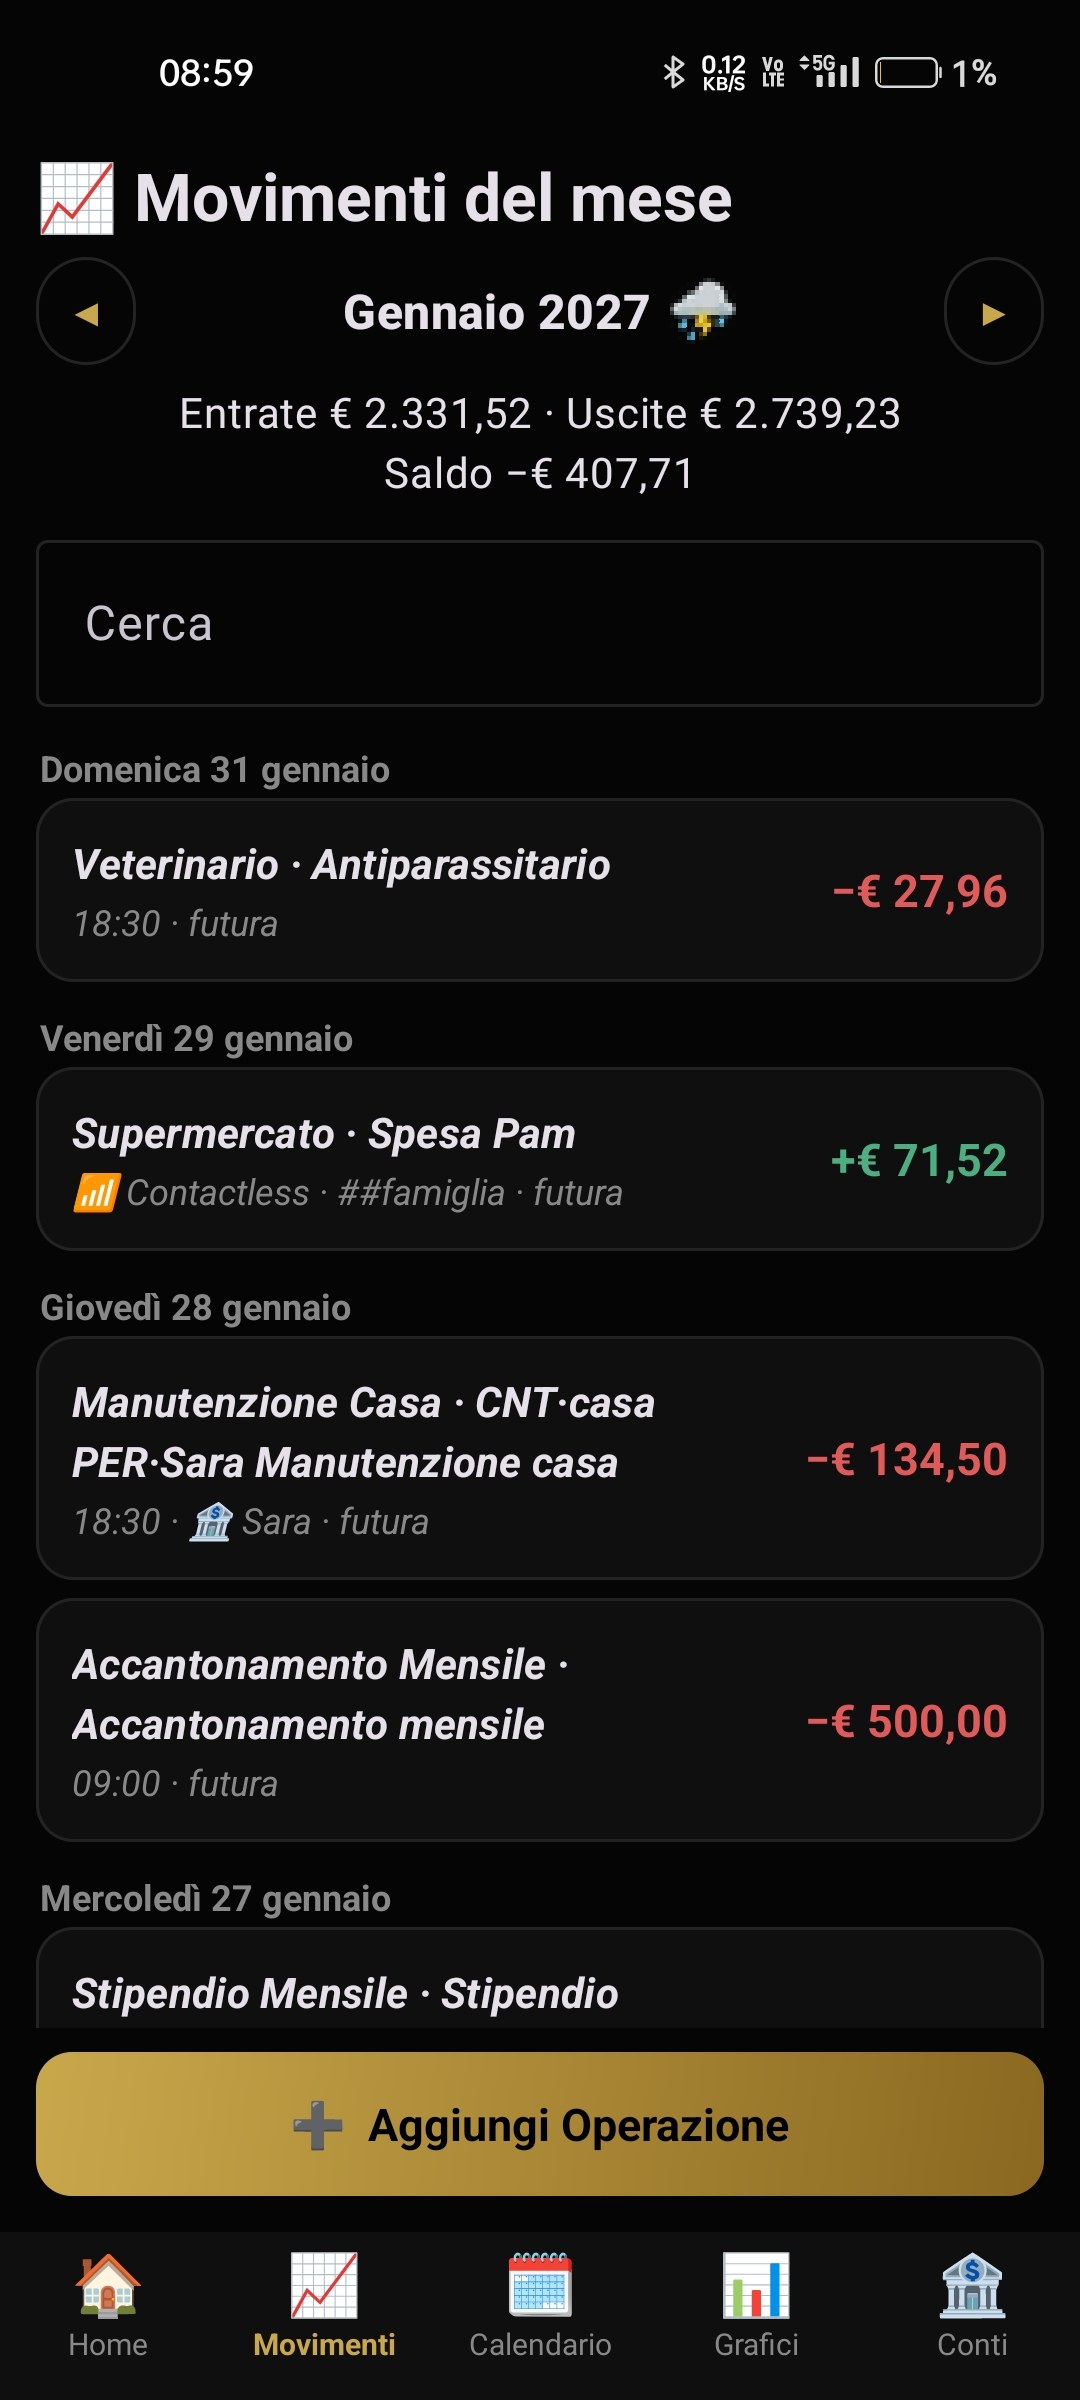 08:59 0.12 KB/S Vo LTE 5G 1%
📈 Movimenti del mese
◀ Gennaio 2027 ⛈️ ▶
Entrate € 2.331,52 · Uscite € 2.739,23
Saldo −€ 407,71
Cerca
Domenica 31 gennaio
Veterinario · Antiparassitario
−€ 27,96
18:30 · futura
Venerdì 29 gennaio
Supermercato · Spesa Pam
+€ 71,52
📶 Contactless · ##famiglia · futura
Giovedì 28 gennaio
Manutenzione Casa · CNT·casa
PER·Sara Manutenzione casa
−€ 134,50
18:30 · 🏦 Sara · futura
Accantonamento Mensile ·
Accantonamento mensile
−€ 500,00
09:00 · futura
Mercoledì 27 gennaio
Stipendio Mensile · Stipendio
➕ Aggiungi Operazione
Home Movimenti Calendario Grafici Conti